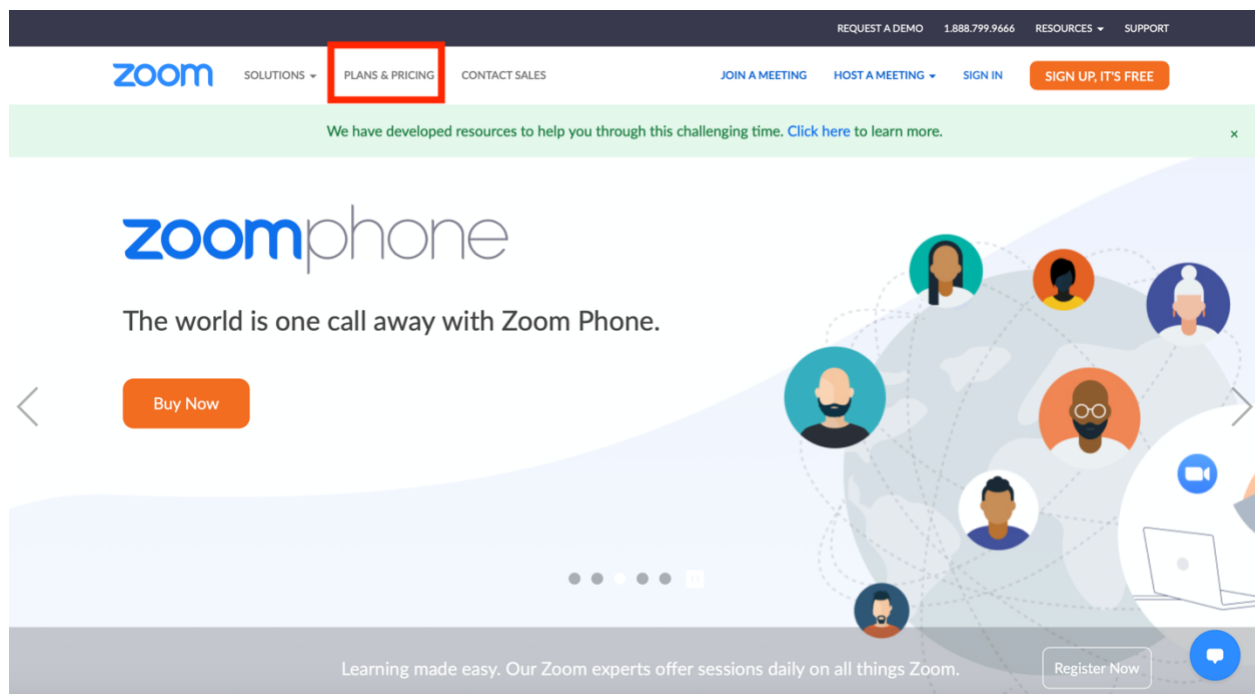 REQUEST A DEMO 1.888.799.9666 RESOURCES SUPPORT
zoom SOLUTIONS PLANS & PRICING CONTACT SALES JOIN A MEETING HOST A MEETING SIGN IN SIGN UP, IT'S FREE
We have developed resources to help you through this challenging time. Click here to learn more. ×
zoomphone
The world is one call away with Zoom Phone.
Buy Now
Learning made easy. Our Zoom experts offer sessions daily on all things Zoom. Register Now